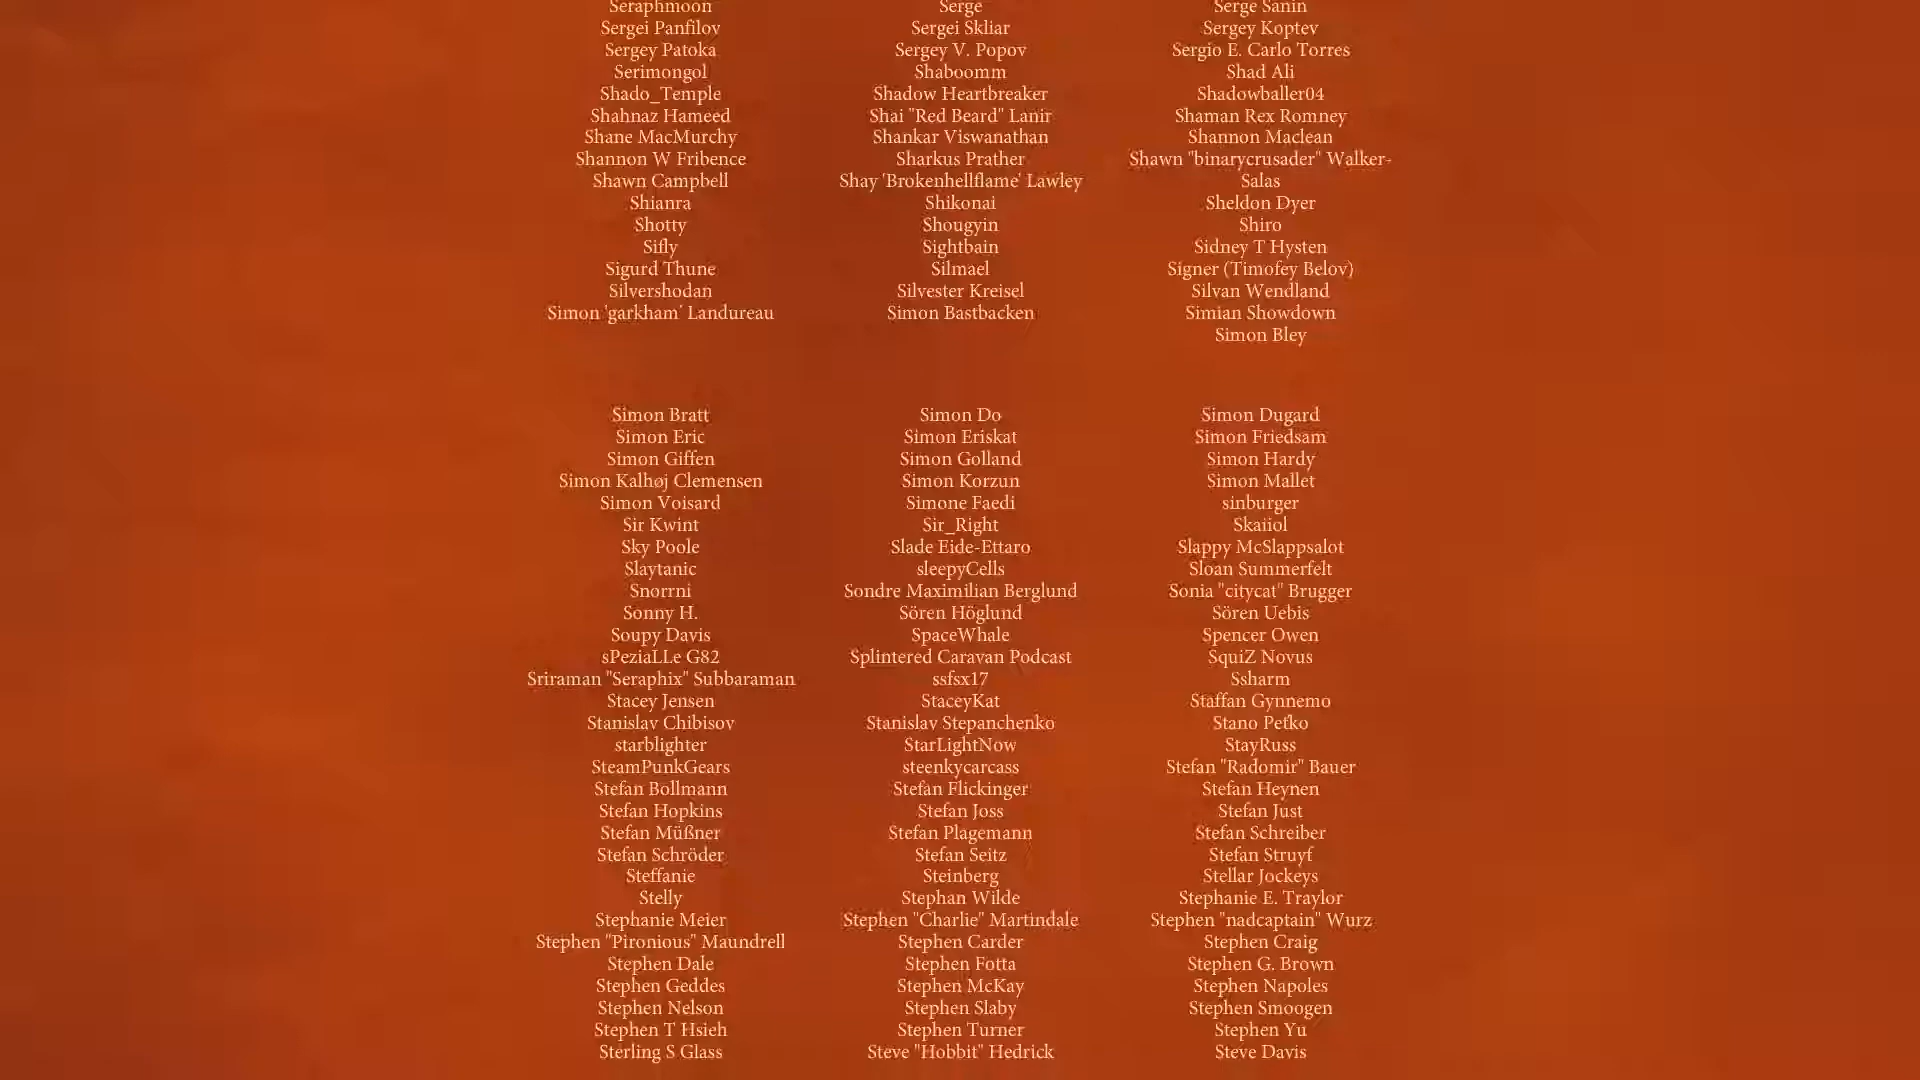 Seraphmoon Serge Serge Sanin
Sergei Panfilov Sergei Skliar Sergey Koptev
Sergey Patoka Sergey V. Popov Sergio E. Carlo Torres
Serimongol Shaboomm Shad Ali
Shado_Temple Shadow Heartbreaker Shadowballer04
Shahnaz Hameed Shai "Red Beard" Lanir Shaman Rex Romney
Shane MacMurchy Shankar Viswanathan Shannon Maclean
Shannon W Fribence Sharkus Prather Shawn "binarycrusader" Walker-
Shawn Campbell Shay 'Brokenhellflame' Lawley Salas
Shianra Shikonai Sheldon Dyer
Shotty Shougyin Shiro
Sifly Sightbain Sidney T Hysten
Sigurd Thune Silmael Signer (Timofey Belov)
Silvershodan Silvester Kreisel Silvan Wendland
Simon 'garkham' Landureau Simon Bastbacken Simian Showdown
Simon Bley
Simon Bratt Simon Do Simon Dugard
Simon Eric Simon Eriskat Simon Friedsam
Simon Giffen Simon Golland Simon Hardy
Simon Kalhøj Clemensen Simon Korzun Simon Mallet
Simon Voisard Simone Faedi sinburger
Sir Kwint Sir_Right Skaiiol
Sky Poole Slade Eide-Ettaro Slappy McSlappsalot
Slaytanic sleepyCells Sloan Summerfelt
Snørrni Sondre Maximilian Berglund Sonia "citycat" Brugger
Sonny H. Sören Höglund Sören Uebis
Soupy Davis SpaceWhale Spencer Owen
sPeziaLLe G82 Splintered Caravan Podcast SquiZ Novus
Sriraman "Seraphix" Subbaraman ssfsx17 Ssharm
Stacey Jensen StaceyKat Staffan Gynnemo
Stanislav Chibisov Stanislav Stepanchenko Stano Peťko
starblighter StarLightNow StayRuss
SteamPunkGears steenkycarcass Stefan "Radomir" Bauer
Stefan Bollmann Stefan Flickinger Stefan Heynen
Stefan Hopkins Stefan Joss Stefan Just
Stefan Müßner Stefan Plagemann Stefan Schreiber
Stefan Schröder Stefan Seitz Stefan Struyf
Steffanie Steinberg Stellar Jockeys
Stelly Stephan Wilde Stephanie E. Traylor
Stephanie Meier Stephen "Charlie" Martindale Stephen "nadcaptain" Wurz
Stephen "Pironious" Maundrell Stephen Carder Stephen Craig
Stephen Dale Stephen Fotta Stephen G. Brown
Stephen Geddes Stephen McKay Stephen Napoles
Stephen Nelson Stephen Slaby Stephen Smoogen
Stephen T Hsieh Stephen Turner Stephen Yu
Sterling S Glass Steve "Hobbit" Hedrick Steve Davis